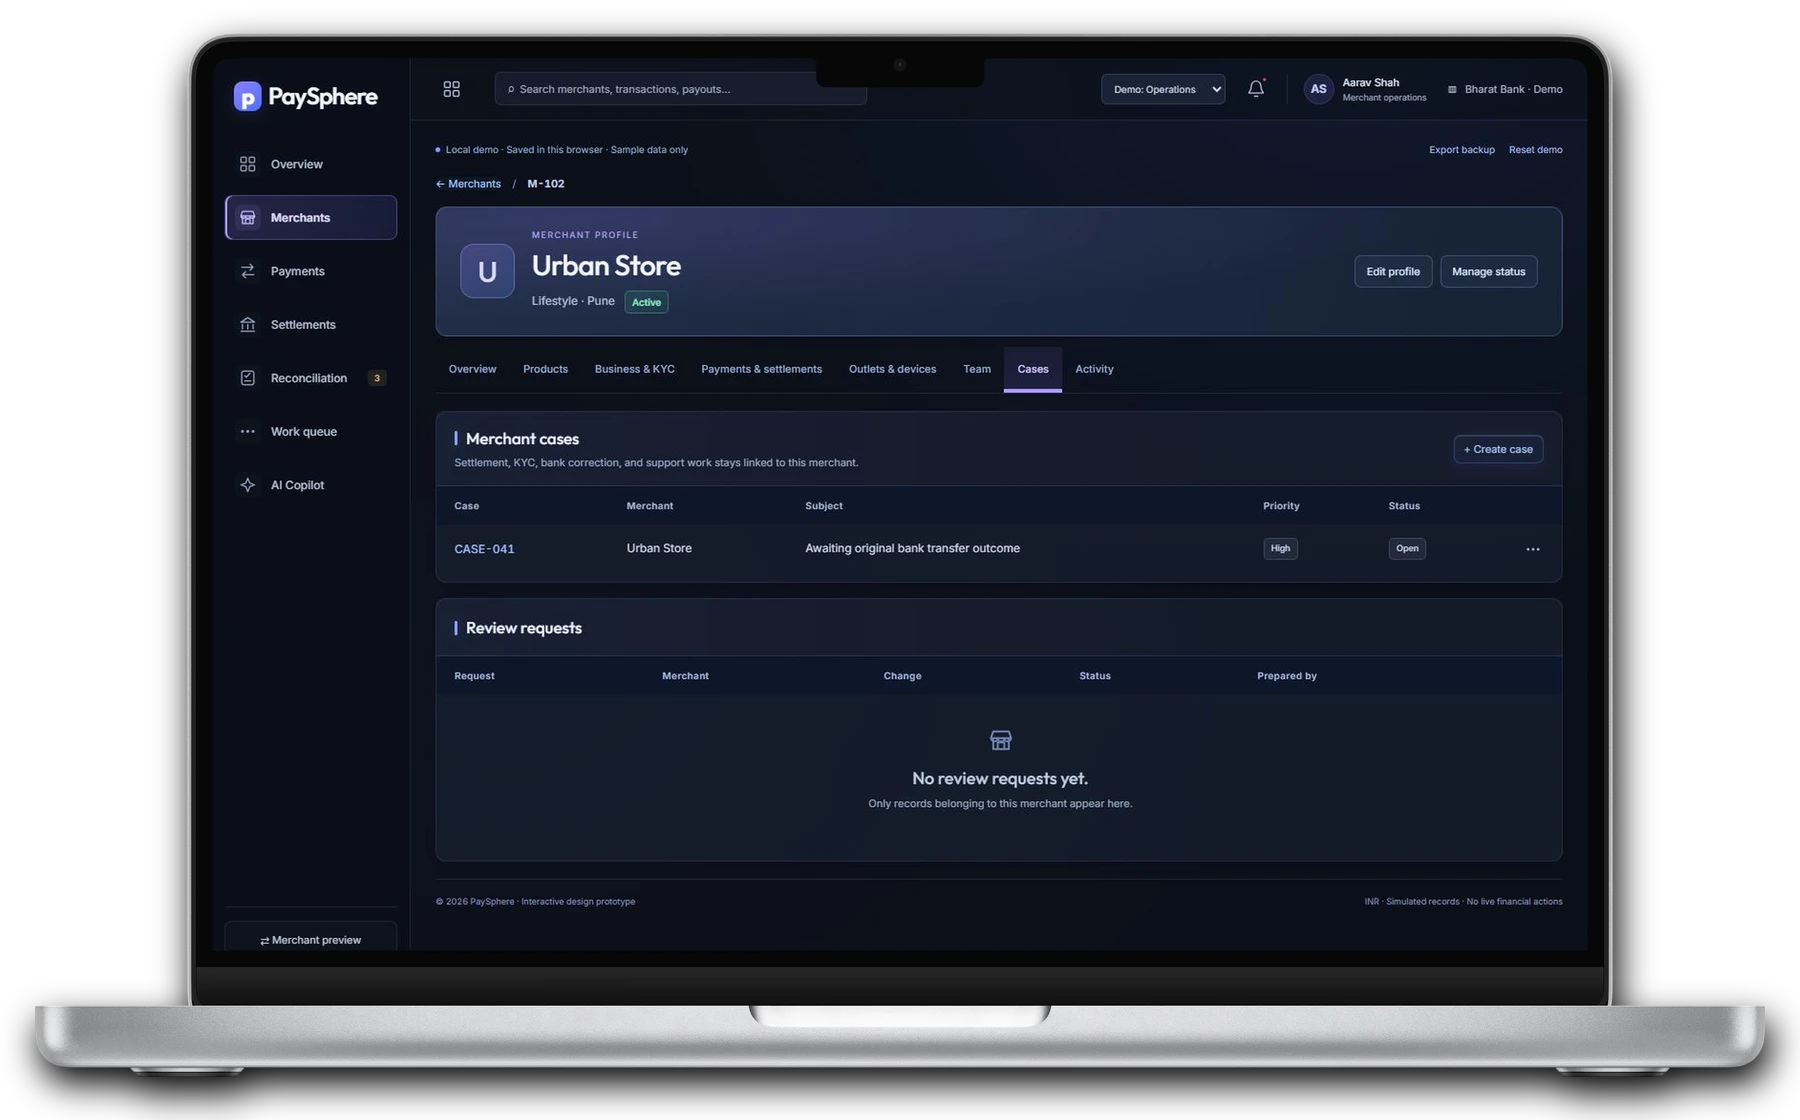 p PaySphere
Search merchants, transactions, payouts...
Demo: Operations
AS
Aarav Shah
Merchant operations
Bharat Bank · Demo
Overview
Merchants
Payments
Settlements
Reconciliation 3
Work queue
AI Copilot
⇄ Merchant preview
Local demo · Saved in this browser · Sample data only
Export backup Reset demo
← Merchants / M-102
U
MERCHANT PROFILE
Urban Store
Lifestyle · Pune Active
Edit profile Manage status
Overview Products Business & KYC Payments & settlements Outlets & devices Team Cases Activity
Merchant cases
Settlement, KYC, bank correction, and support work stays linked to this merchant.
+ Create case
Case Merchant Subject Priority Status
CASE-041 Urban Store Awaiting original bank transfer outcome High Open ...
Review requests
Request Merchant Change Status Prepared by
No review requests yet.
Only records belonging to this merchant appear here.
© 2026 PaySphere · Interactive design prototype
INR · Simulated records · No live financial actions